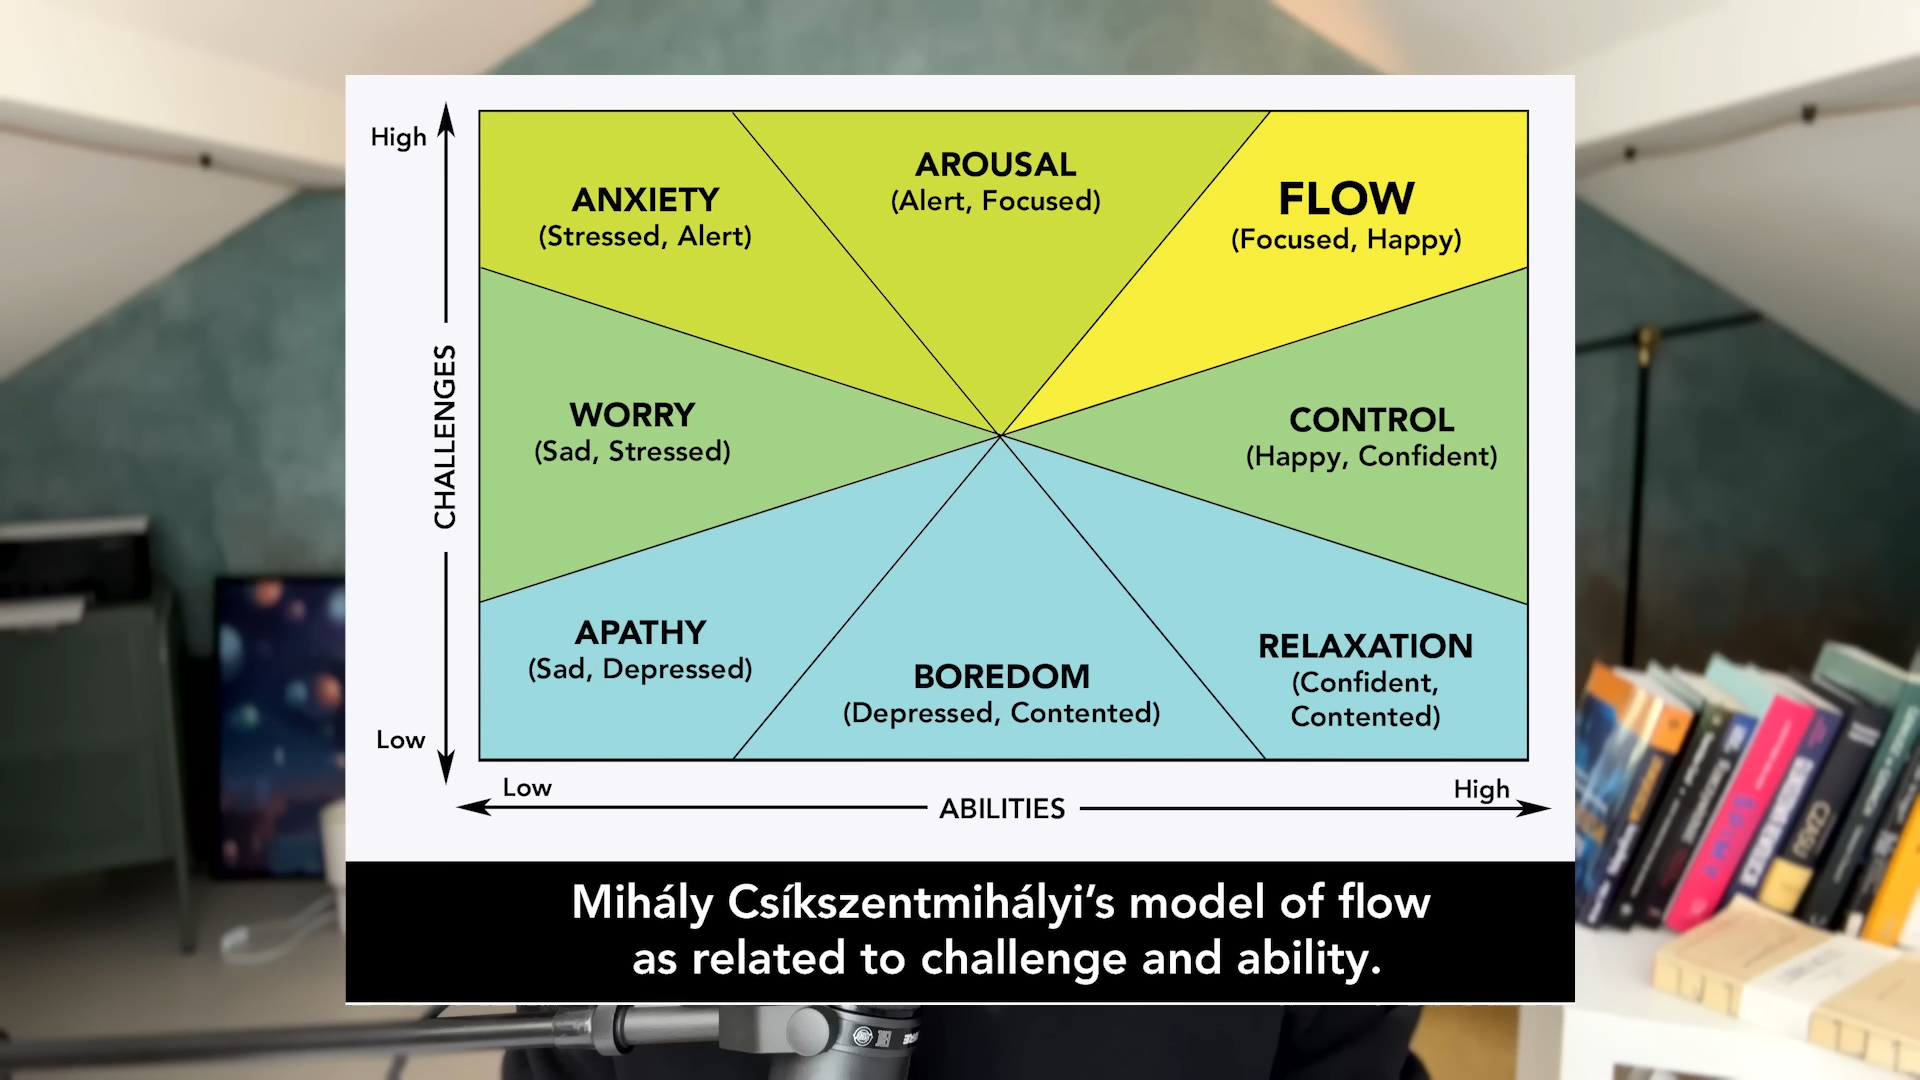 High
ANXIETY
(Stressed, Alert)
AROUSAL
(Alert, Focused)
FLOW
(Focused, Happy)
CHALLENGES
WORRY
(Sad, Stressed)
CONTROL
(Happy, Confident)
APATHY
(Sad, Depressed)
BOREDOM
(Depressed, Contented)
RELAXATION
(Confident,
Contented)
Low
Low
High
ABILITIES
Mihály Csíkszentmihályi’s model of flow
as related to challenge and ability.